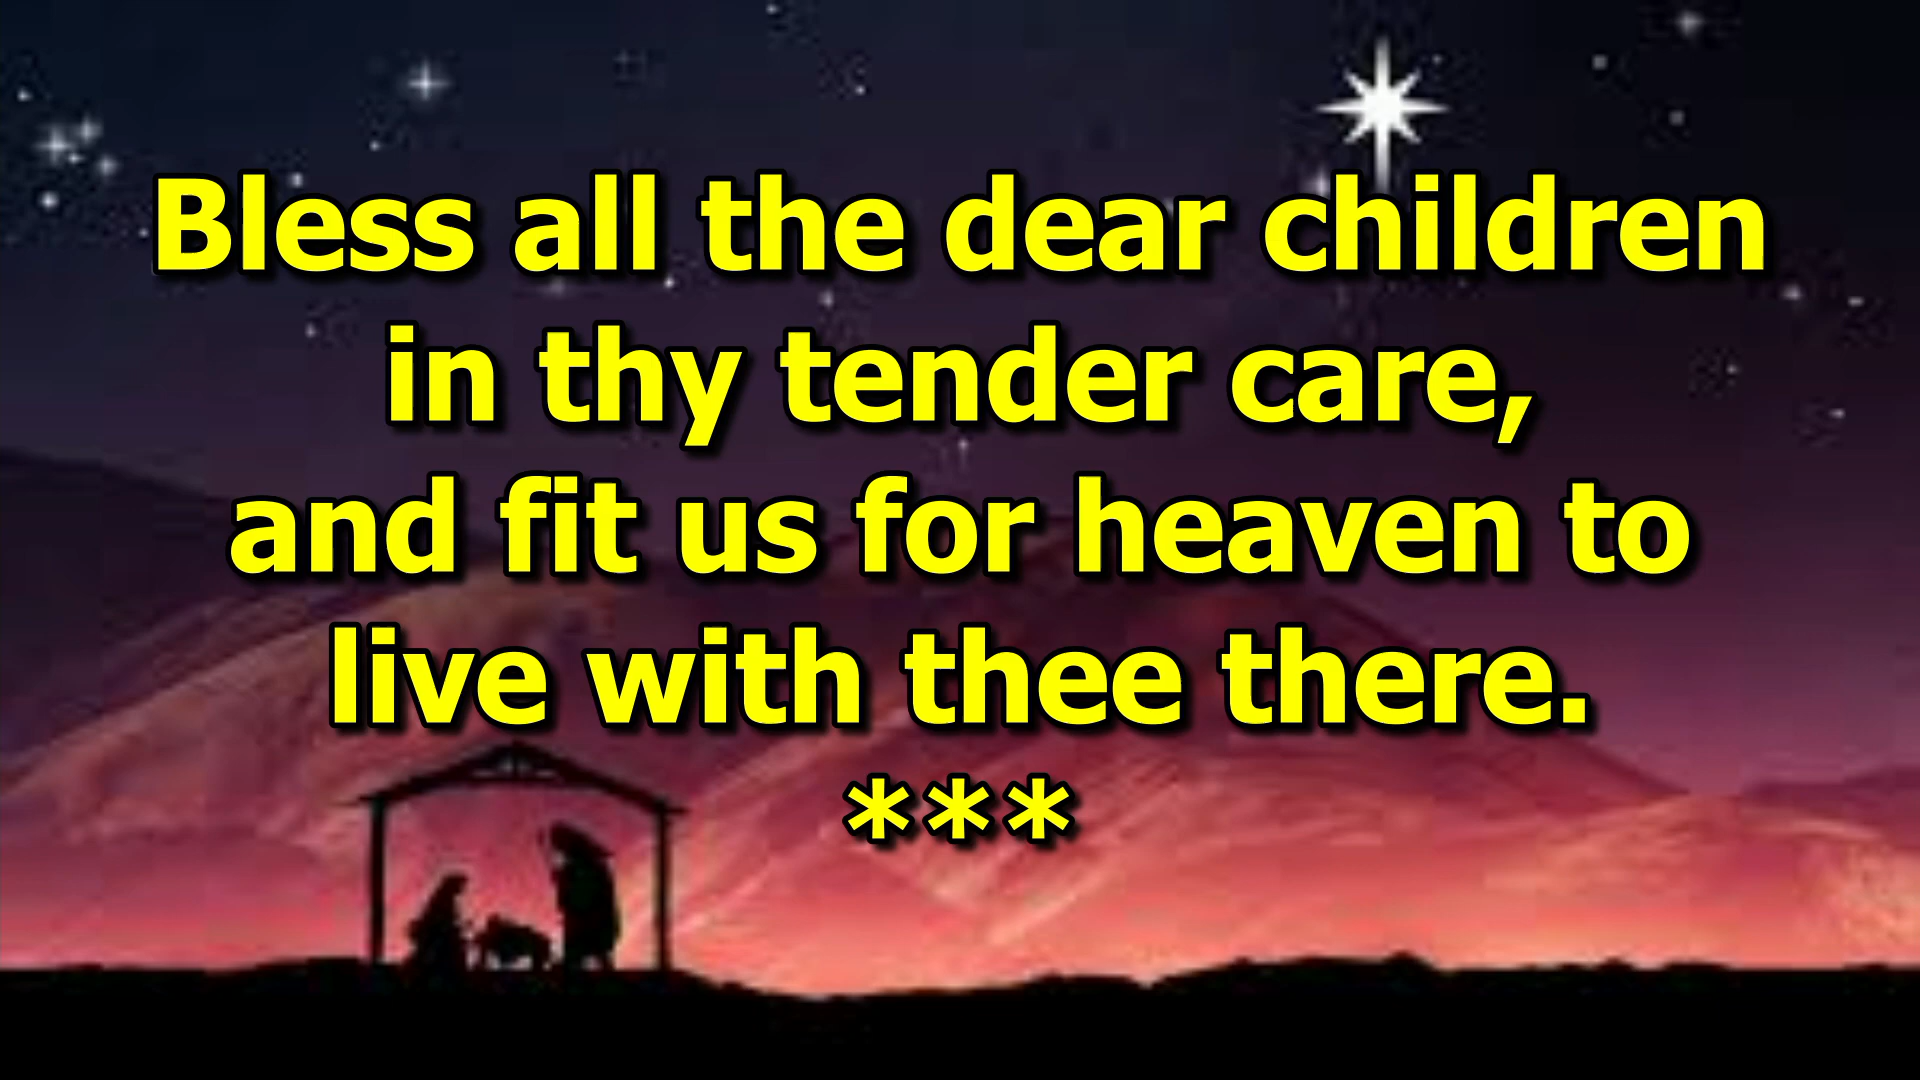 Bless all the dear children
in thy tender care,
and fit us for heaven to
live with thee there.
***